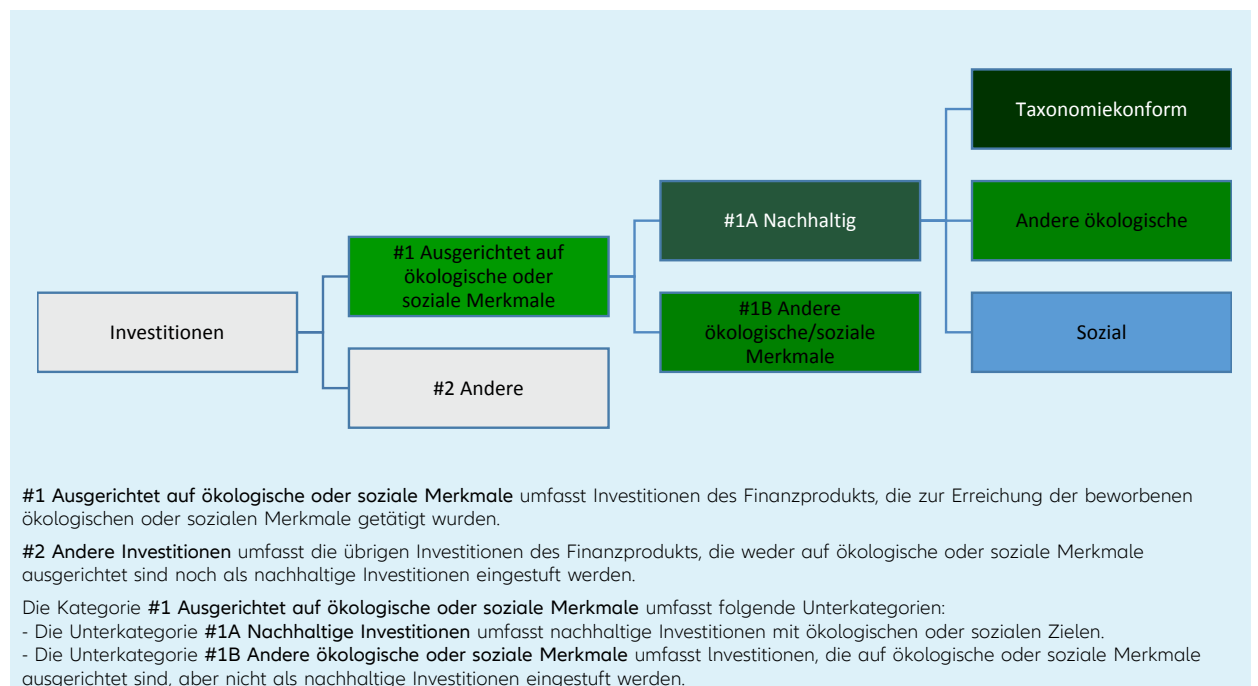 Taxonomiekonform
#1A Nachhaltig
Andere ökologische
#1 Ausgerichtet auf
ökologische oder
soziale Merkmale
Investitionen
#1B Andere
ökologische/soziale
Merkmale
Sozial
#2 Andere
#1 Ausgerichtet auf ökologische oder soziale Merkmale umfasst Investitionen des Finanzprodukts, die zur Erreichung der beworbenen
ökologischen oder sozialen Merkmale getätigt wurden.
#2 Andere Investitionen umfasst die übrigen Investitionen des Finanzprodukts, die weder auf ökologische oder soziale Merkmale
ausgerichtet sind noch als nachhaltige Investitionen eingestuft werden.
Die Kategorie #1 Ausgerichtet auf ökologische oder soziale Merkmale umfasst folgende Unterkategorien:
- Die Unterkategorie #1A Nachhaltige Investitionen umfasst nachhaltige Investitionen mit ökologischen oder sozialen Zielen.
- Die Unterkategorie #1B Andere ökologische oder soziale Merkmale umfasst lnvestitionen, die auf ökologische oder soziale Merkmale
ausgerichtet sind, aber nicht als nachhaltige Investitionen eingestuft werden.